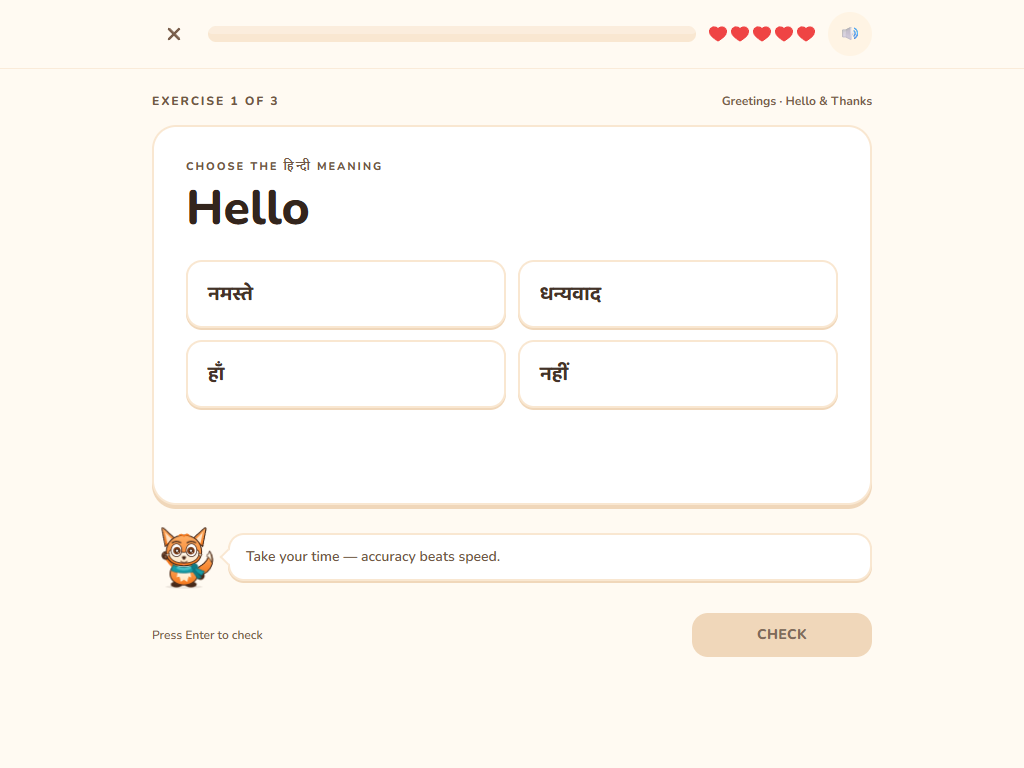 EXERCISE 1 OF 3
Greetings · Hello & Thanks
CHOOSE THE हिन्दी MEANING
Hello
नमस्ते
धन्यवाद
हाँ
नहीं
Take your time — accuracy beats speed.
Press Enter to check
CHECK